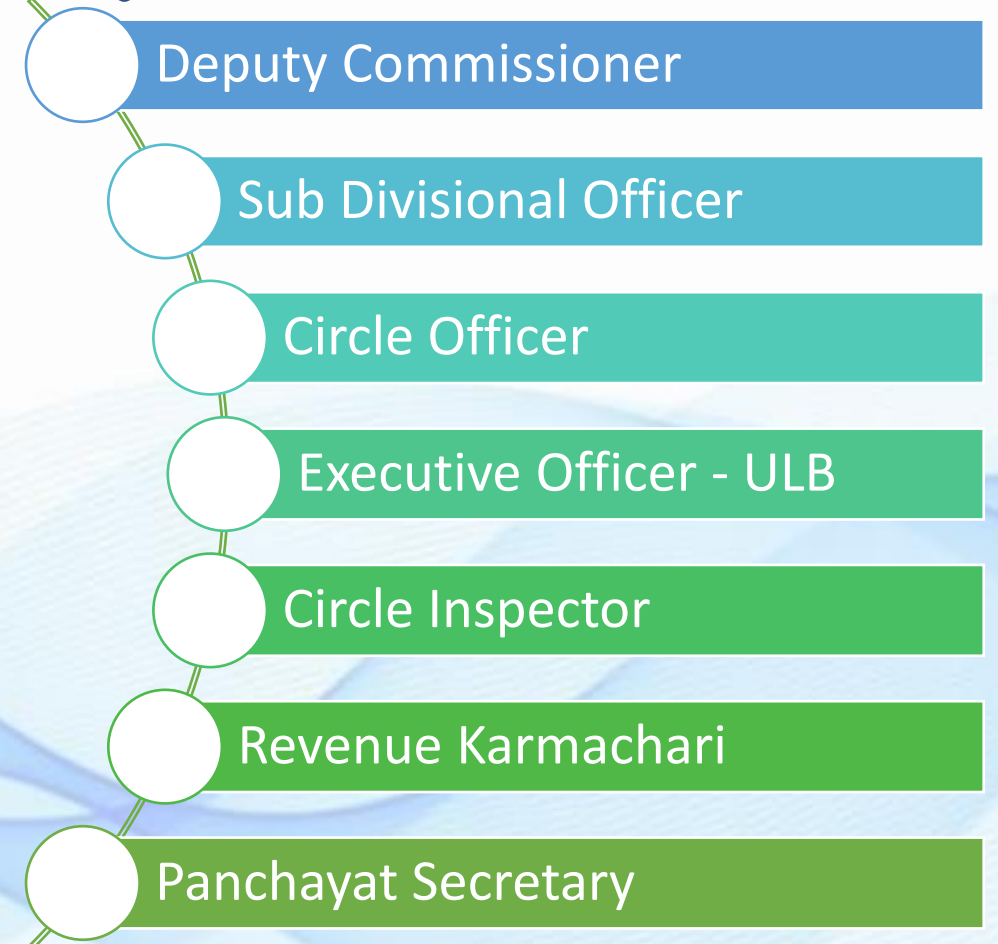 Deputy Commissioner
Sub Divisional Officer
Circle Officer
Executive Officer - ULB
Circle Inspector
Revenue Karmachari
Panchayat Secretary